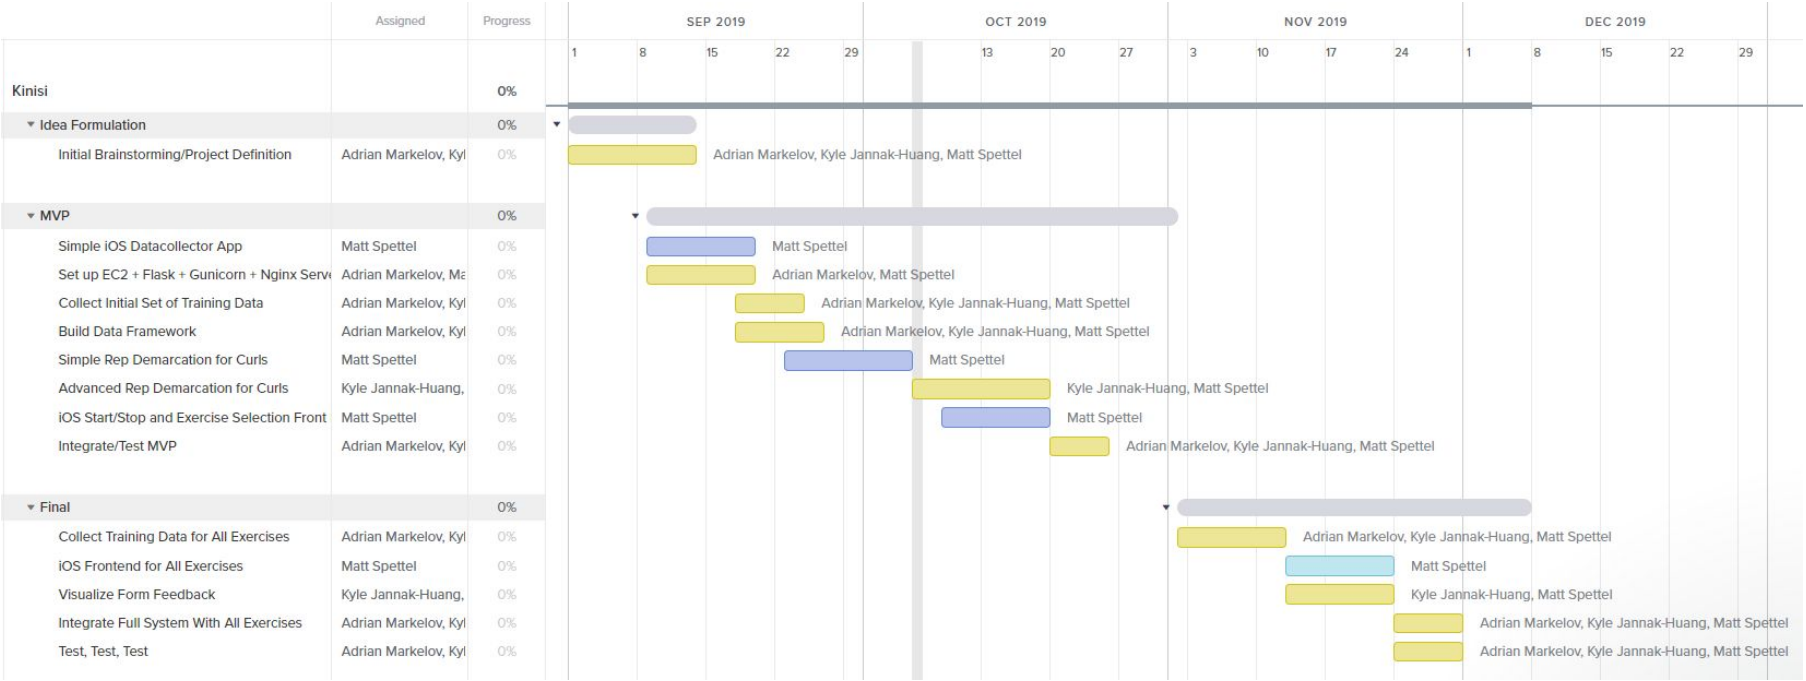 Assigned Progress SEP 2019 OCT 2019 NOV 2019 DEC 2019
1 8 15 22 29 13 20 27 3 10 17 24 1 8 15 22 29
Kinisi 0%
Idea Formulation 0%
Initial Brainstorming/Project Definition Adrian Markelov, Kyl 0% Adrian Markelov, Kyle Jannak-Huang, Matt Spettel
MVP 0%
Simple iOS Datacollector App Matt Spettel 0% Matt Spettel
Set up EC2 + Flask + Gunicorn + Nginx Serve Adrian Markelov, Ma 0% Adrian Markelov, Matt Spettel
Collect Initial Set of Training Data Adrian Markelov, Kyl 0% Adrian Markelov, Kyle Jannak-Huang, Matt Spettel
Build Data Framework Adrian Markelov, Kyl 0% Adrian Markelov, Kyle Jannak-Huang, Matt Spettel
Simple Rep Demarcation for Curls Matt Spettel 0% Matt Spettel
Advanced Rep Demarcation for Curls Kyle Jannak-Huang, 0% Kyle Jannak-Huang, Matt Spettel
iOS Start/Stop and Exercise Selection Front Matt Spettel 0% Matt Spettel
Integrate/Test MVP Adrian Markelov, Kyl 0% Adrian Markelov, Kyle Jannak-Huang, Matt Spettel
Final 0%
Collect Training Data for All Exercises Adrian Markelov, Kyl 0% Adrian Markelov, Kyle Jannak-Huang, Matt Spettel
iOS Frontend for All Exercises Matt Spettel 0% Matt Spettel
Visualize Form Feedback Kyle Jannak-Huang, 0% Kyle Jannak-Huang, Matt Spettel
Integrate Full System With All Exercises Adrian Markelov, Kyl 0% Adrian Markelov, Kyle Jannak-Huang, Matt Spettel
Test, Test, Test Adrian Markelov, Kyl 0% Adrian Markelov, Kyle Jannak-Huang, Matt Spettel